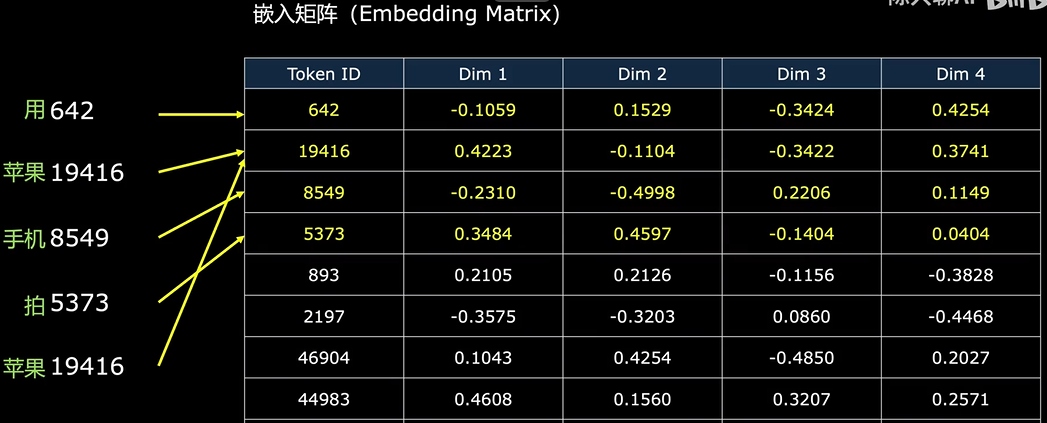 嵌入矩阵（Embedding Matrix）
用 642
苹果 19416
手机 8549
拍 5373
苹果 19416
Token ID Dim 1 Dim 2 Dim 3 Dim 4
642 -0.1059 0.1529 -0.3424 0.4254
19416 0.4223 -0.1104 -0.3422 0.3741
8549 -0.2310 -0.4998 0.2206 0.1149
5373 0.3484 0.4597 -0.1404 0.0404
893 0.2105 0.2126 -0.1156 -0.3828
2197 -0.3575 -0.3203 0.0860 -0.4468
46904 0.1043 0.4254 -0.4850 0.2027
44983 0.4608 0.1560 0.3207 0.2571